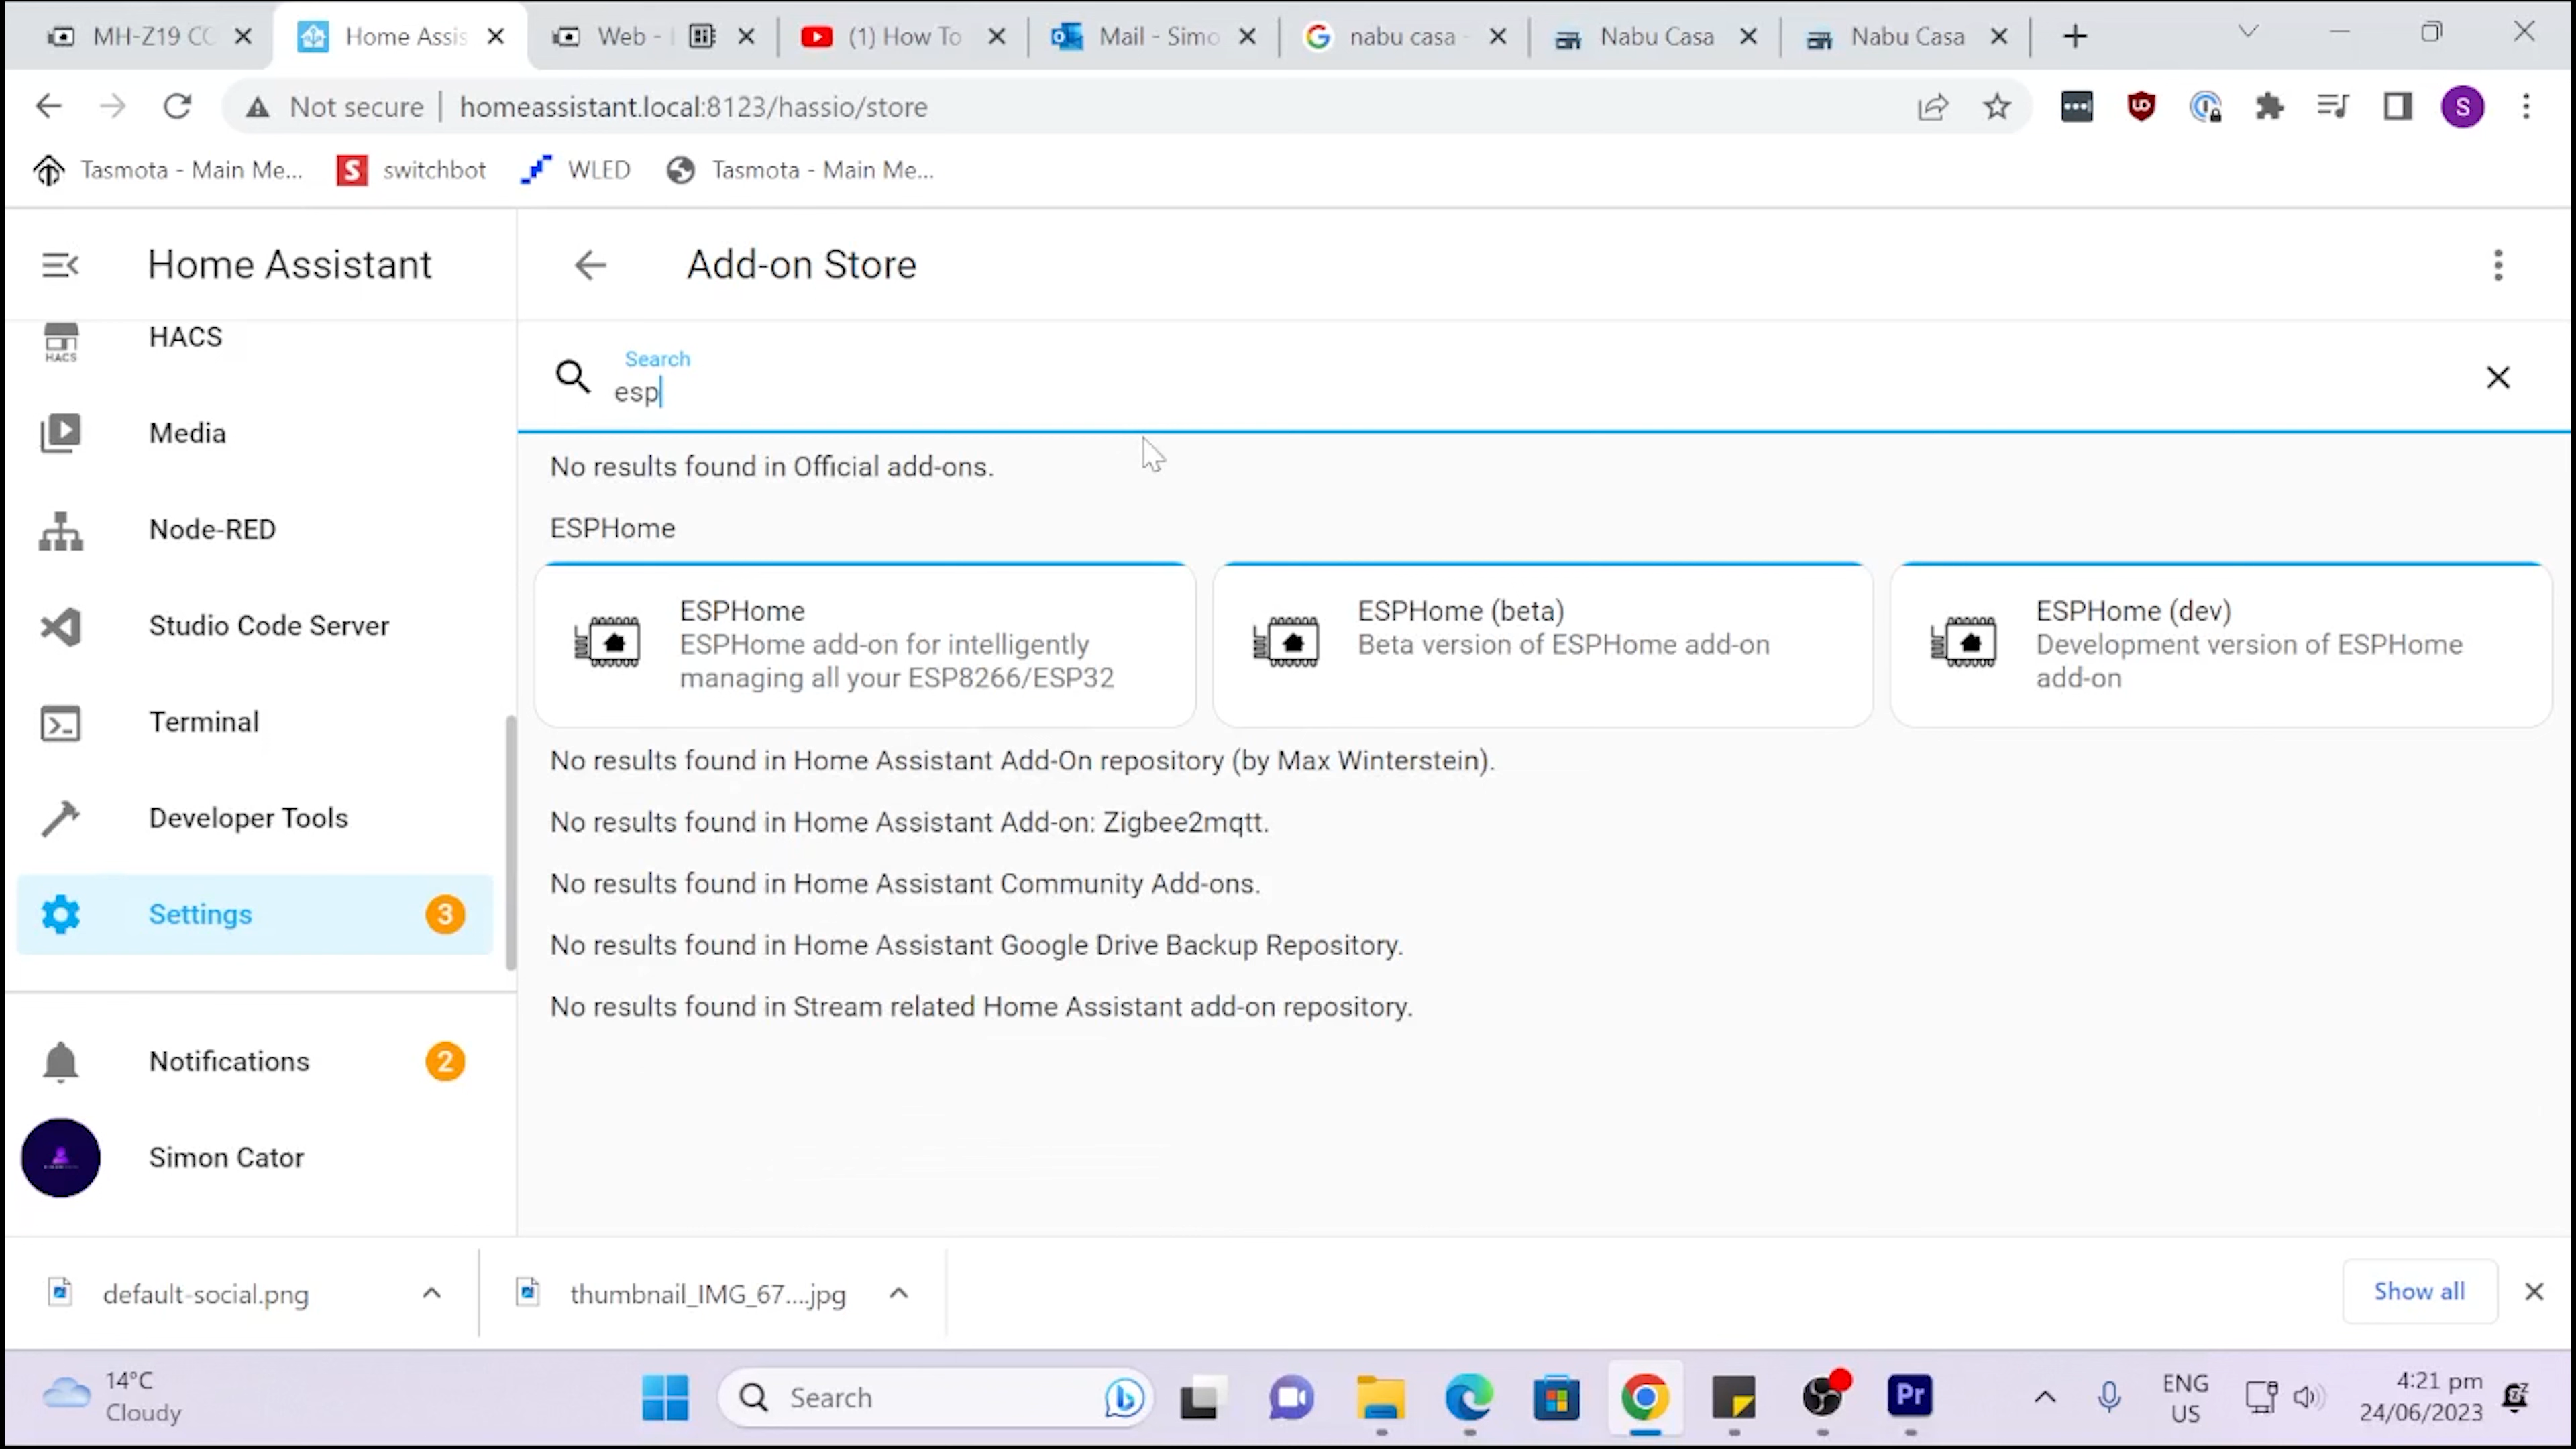 MH-Z19 CC
Home Assis
Web -
(1) How To
Mail - Simo
nabu casa -
Nabu Casa
Nabu Casa
Not secure
homeassistant.local:8123/hassio/store
S
Tasmota - Main Me...
switchbot
WLED
Tasmota - Main Me...
Home Assistant
Add-on Store
HACS
HACS
Media
Node-RED
Studio Code Server
Terminal
Developer Tools
Settings
3
Notifications
2
Simon Cator
Search
esp
No results found in Official add-ons.
ESPHome
ESPHome
ESPHome add-on for intelligently
managing all your ESP8266/ESP32
ESPHome (beta)
Beta version of ESPHome add-on
ESPHome (dev)
Development version of ESPHome
add-on
No results found in Home Assistant Add-On repository (by Max Winterstein).
No results found in Home Assistant Add-on: Zigbee2mqtt.
No results found in Home Assistant Community Add-ons.
No results found in Home Assistant Google Drive Backup Repository.
No results found in Stream related Home Assistant add-on repository.
default-social.png
thumbnail_IMG_67....jpg
Show all
14°C
Cloudy
Search
Pr
ENG
US
4:21 pm
24/06/2023